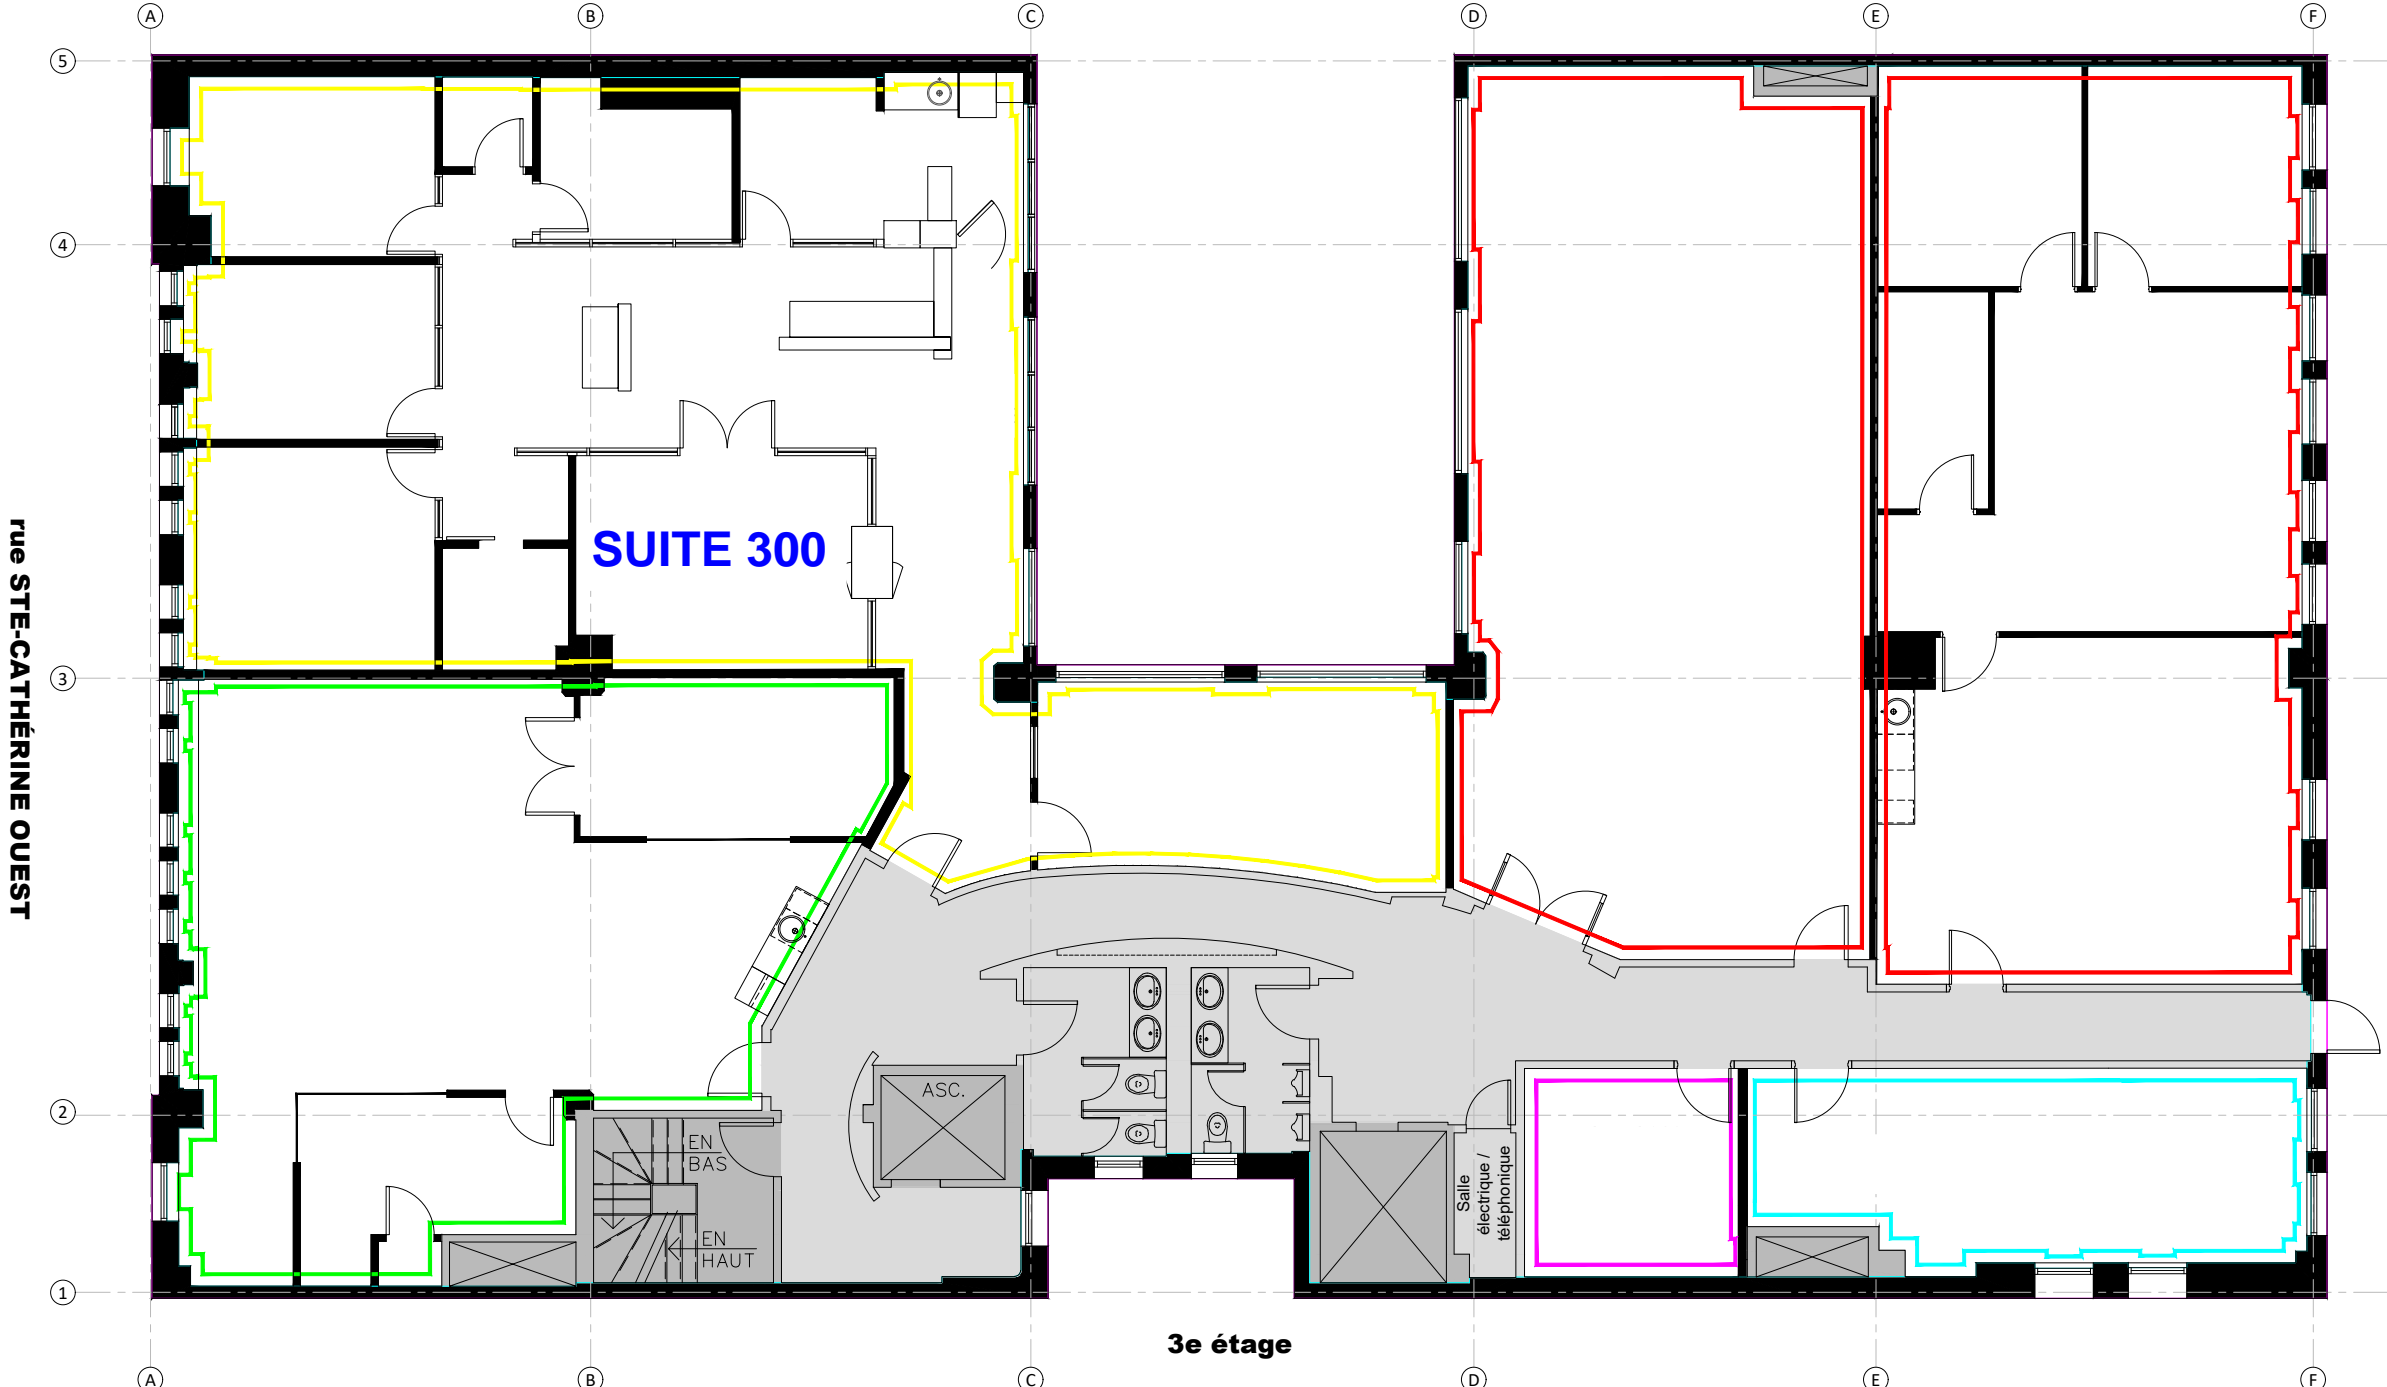 A
B
C
D
E
F
5
4
SUITE 300
rue STE-CATHÉRINE OUEST
3
2
ASC.
EN
BAS
EN
HAUT
Salle
électrique /
téléphonique
1
3e étage
A
B
C
D
E
F